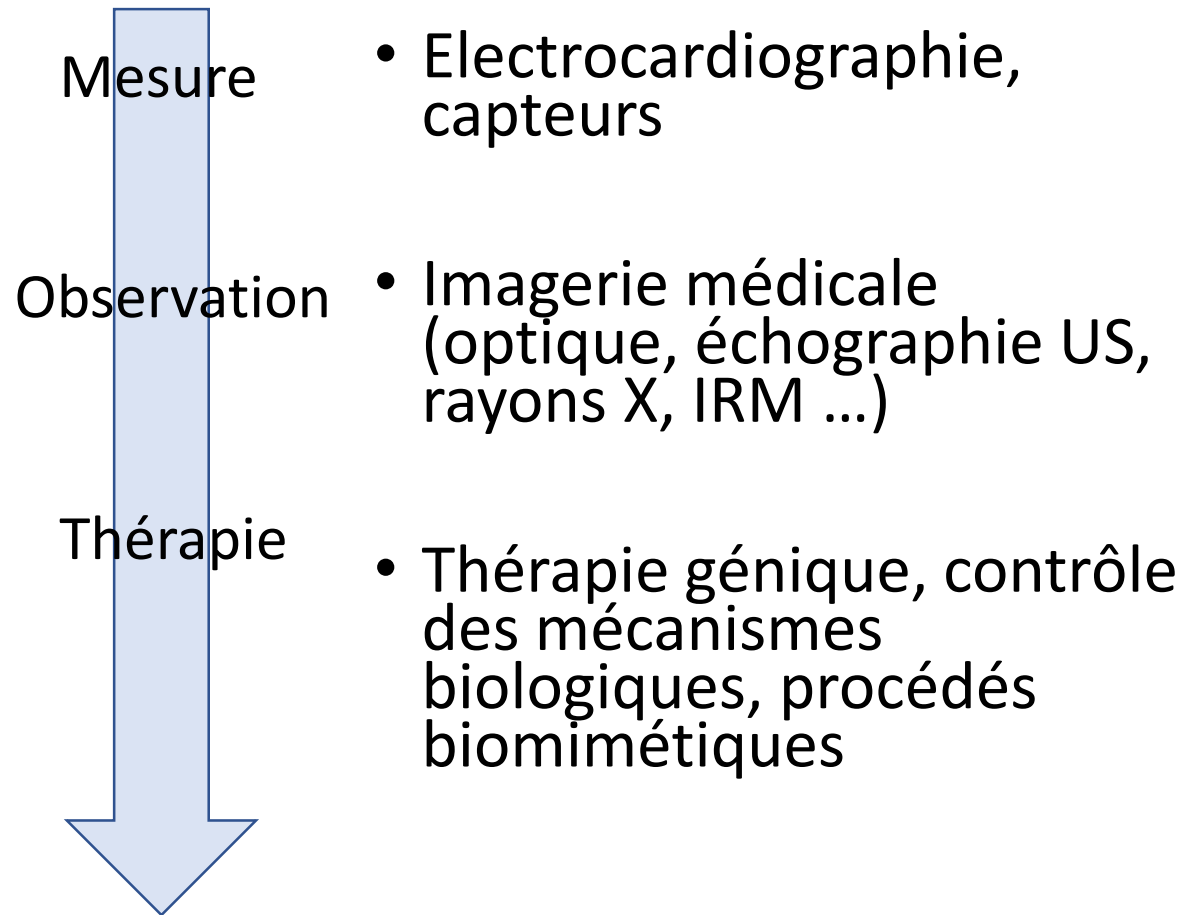 Mesure
• Electrocardiographie,
capteurs
Observation
• Imagerie médicale
(optique, échographie US,
rayons X, IRM ...)
Thérapie
• Thérapie génique, contrôle
des mécanismes
biologiques, procédés
biomimétiques